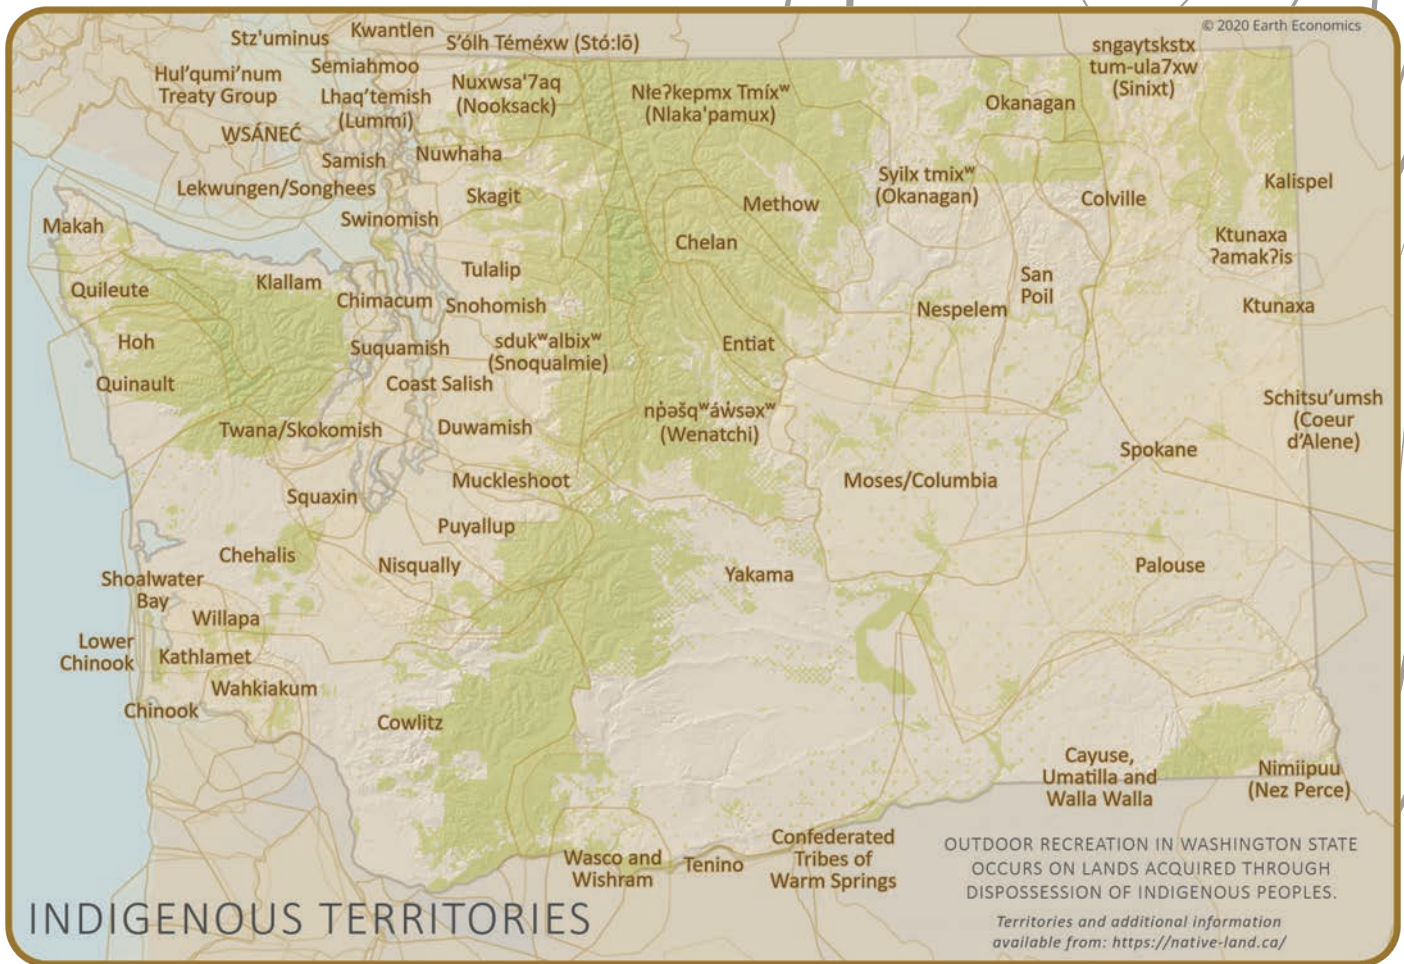 © 2020 Earth Economics
Stz'uminus
Kwantlen
S'ólh Téméxw (Stó:lō)
sngaytskstx
tum-ula7xw
(Sinixt)
Hul'qumi'num
Treaty Group
Semiahmoo
Lhaq'temish
(Lummi)
Nuxwsa'7aq
(Nooksack)
Nłeʔkepmx Tmíxʷ
(Nlaka'pamux)
Okanagan
W̱SÁNEĆ
Samish
Nuwhaha
Lekwungen/Songhees
Skagit
Syilx tmixʷ
(Okanagan)
Kalispel
Makah
Swinomish
Methow
Colville
Chelan
Ktunaxa
ʔamakʔis
Quileute
Klallam
Tulalip
San
Poil
Chimacum
Snohomish
Nespelem
Ktunaxa
Hoh
Suquamish
sdukʷalbixʷ
(Snoqualmie)
Entiat
Quinault
Coast Salish
Schitsu'umsh
(Coeur
d'Alene)
Twana/Skokomish
Duwamish
np̓əšqʷáw̓səxʷ
(Wenatchi)
Spokane
Squaxin
Muckleshoot
Moses/Columbia
Puyallup
Chehalis
Nisqually
Yakama
Palouse
Shoalwater
Bay
Willapa
Lower
Chinook
Kathlamet
Wahkiakum
Chinook
Cowlitz
Cayuse,
Umatilla and
Walla Walla
Nimiipuu
(Nez Perce)
Wasco and
Wishram
Tenino
Confederated
Tribes of
Warm Springs
OUTDOOR RECREATION IN WASHINGTON STATE
OCCURS ON LANDS ACQUIRED THROUGH
DISPOSSESSION OF INDIGENOUS PEOPLES.
Territories and additional information
available from: https://native-land.ca/
INDIGENOUS TERRITORIES